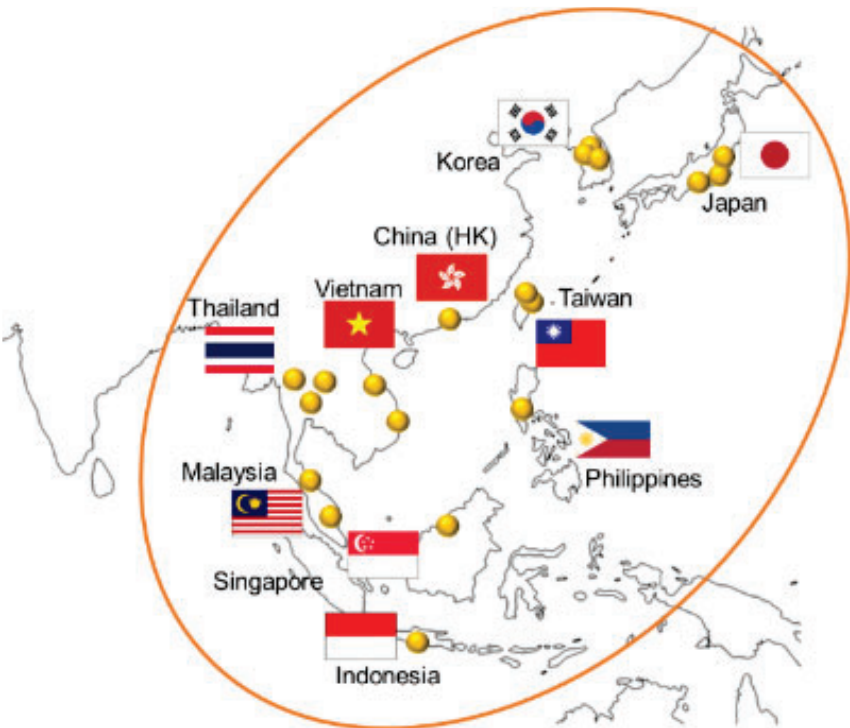 Korea
Japan
China (HK)
Vietnam
Taiwan
Thailand
Philippines
Malaysia
Singapore
Indonesia